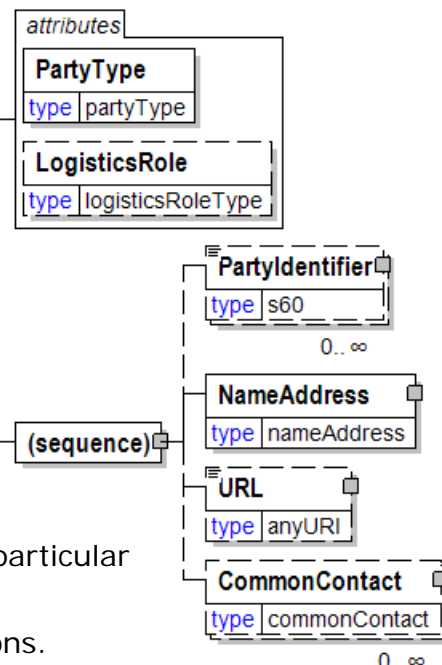 attributes
PartyType
type partyType
LogisticsRole
type logisticsRoleType
PartyIdentifier
type s60
0.. ∞
NameAddress
type nameAddress
(sequence)
URL
type anyURI
particular
CommonContact
type commonContact
ons.
0.. ∞